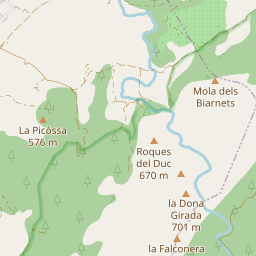 Mola dels
Biarnets
La Picossa
576 m
Roques
del Duc
670 m
la Dona
Girada
701 m
la Falconera